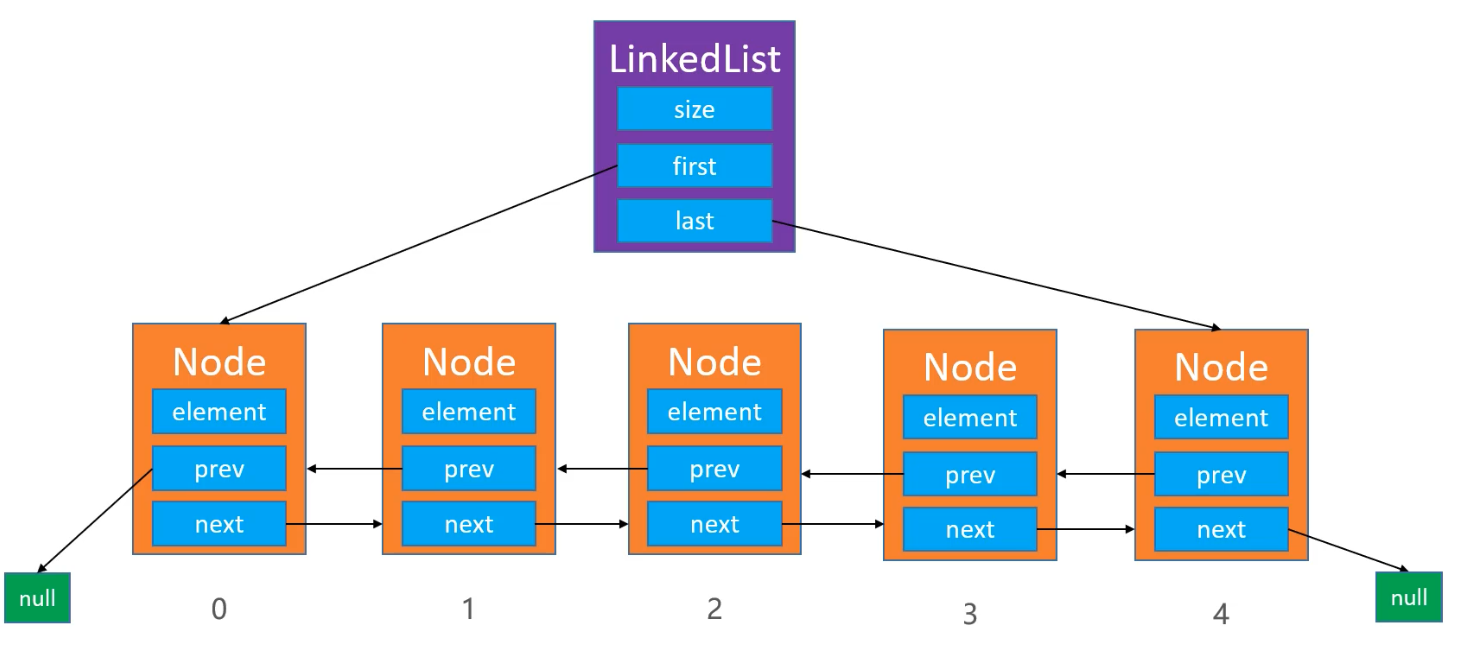 LinkedList
size
first
last
Node
element
prev
next
Node
element
prev
next
Node
element
prev
next
Node
element
prev
next
Node
element
prev
next
null
0
1
2
3
4
null